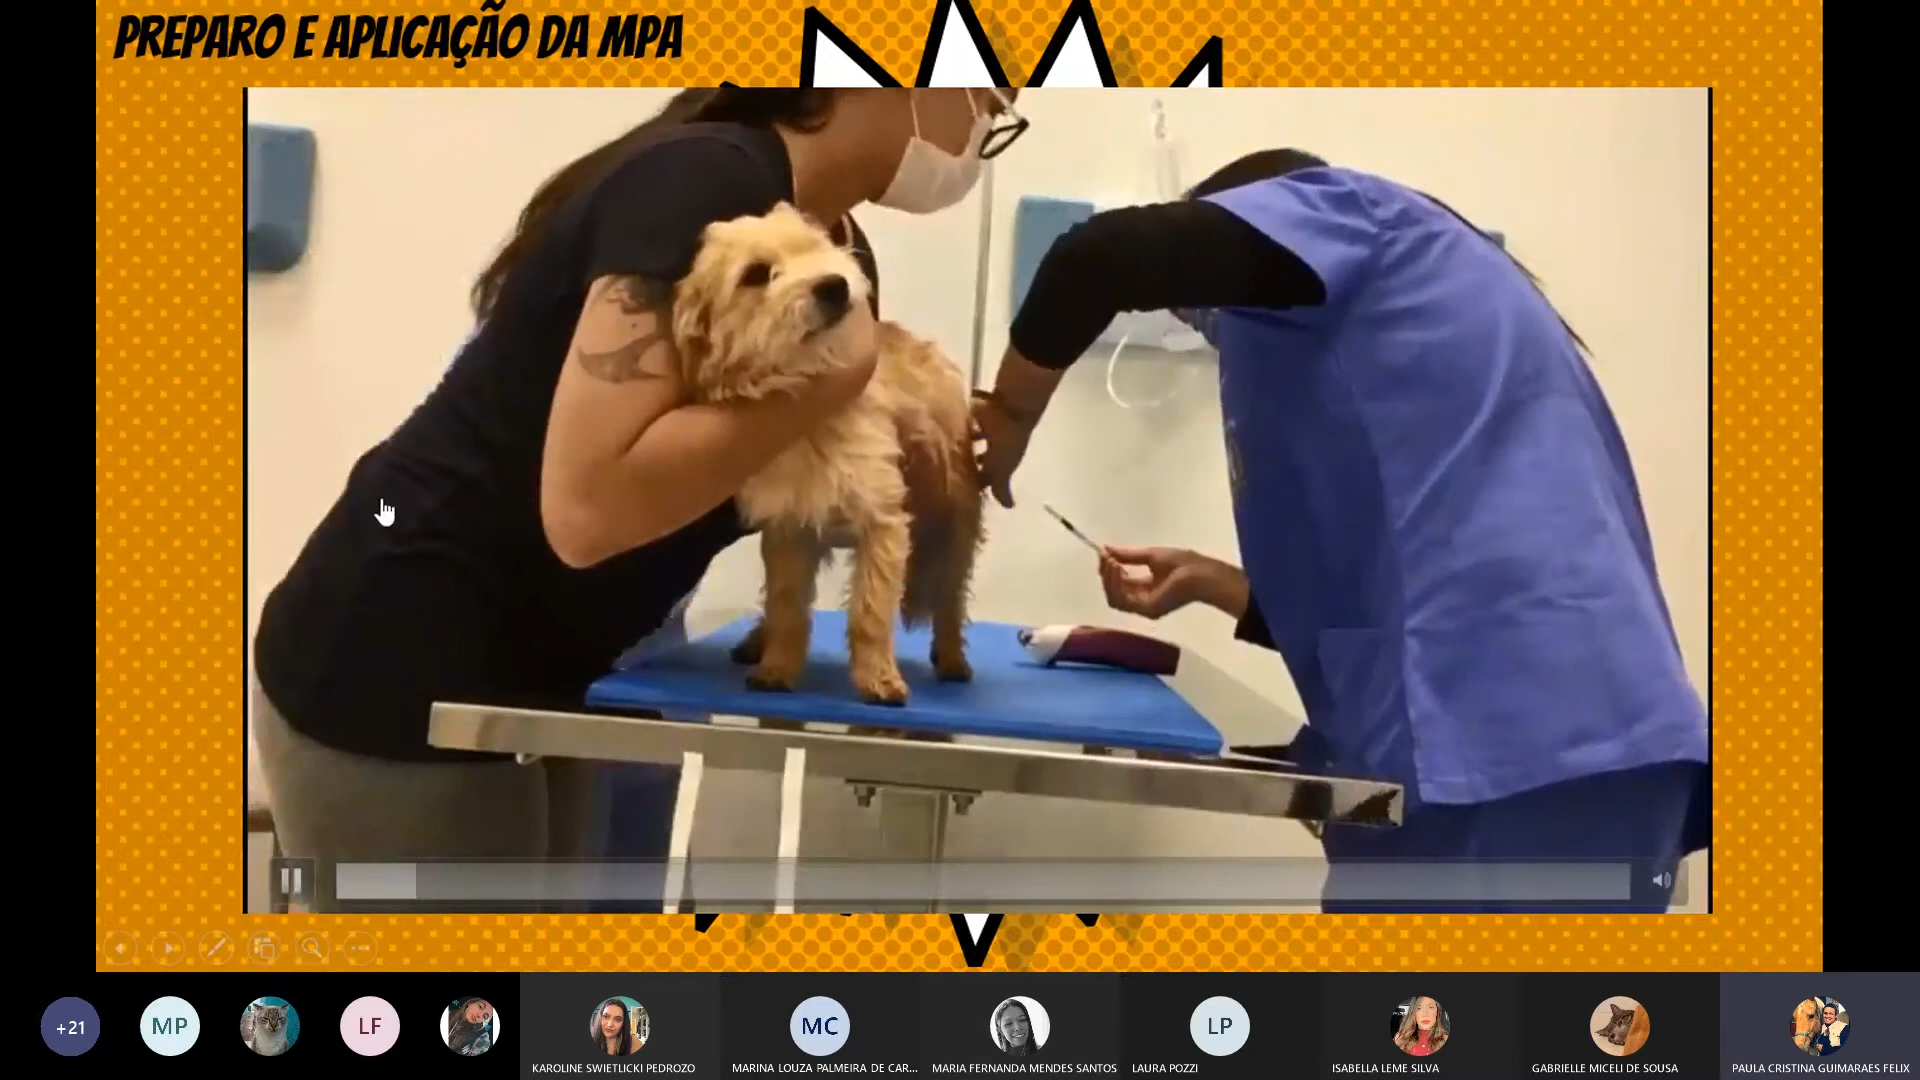 PREPARO E APLICAÇÃO DA MPA
+21
MP
LF
MC
LP
KAROLINE SWIETLICKI PEDROZO
MARINA LOUZA PALMEIRA DE CAR...
MARIA FERNANDA MENDES SANTOS
LAURA POZZI
ISABELLA LEME SILVA
GABRIELLE MICELI DE SOUSA
PAULA CRISTINA GUIMARAES FELIX